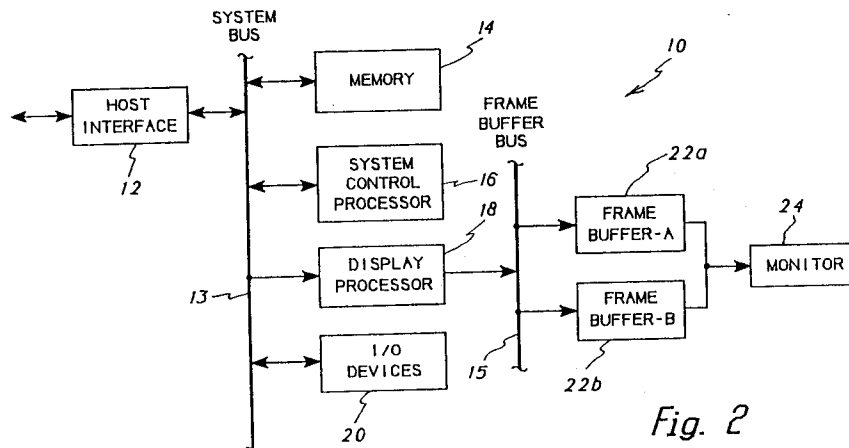 SYSTEM
BUS
14
MEMORY
10
HOST
INTERFACE
12
FRAME
BUFFER
BUS
SYSTEM
CONTROL
PROCESSOR
16
22a
FRAME
BUFFER-A
18
24
DISPLAY
PROCESSOR
MONITOR
13
FRAME
BUFFER-B
15
22b
I/O
DEVICES
20
Fig. 2